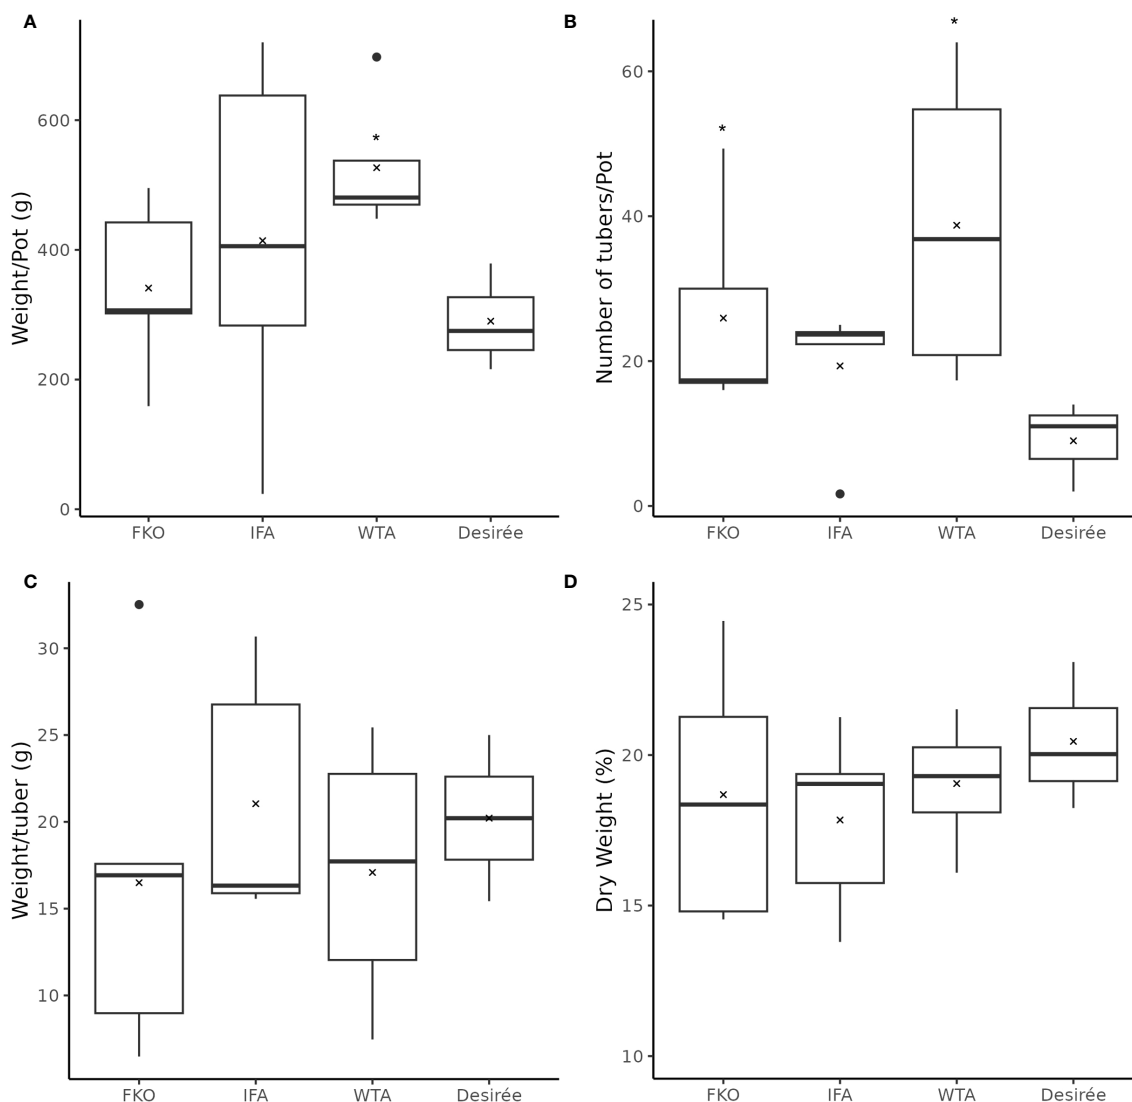 A
Weight/Pot (g)
600
400
200
0
*
FKO IFA WTA Desirée
B
Number of tubers/Pot
60
40
20
0
*
*
FKO IFA WTA Desirée
C
Weight/tuber (g)
30
25
20
15
10
FKO IFA WTA Desirée
D
Dry Weight (%)
25
20
15
10
FKO IFA WTA Desirée